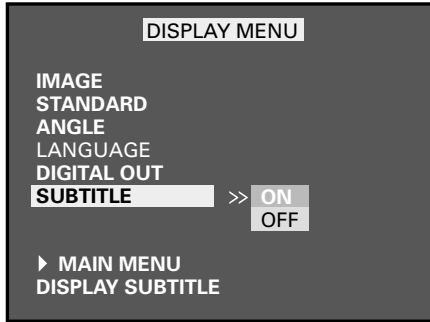 DISPLAY MENU
IMAGE
STANDARD
ANGLE
LANGUAGE
DIGITAL OUT
SUBTITLE >> ON
OFF
MAIN MENU
DISPLAY SUBTITLE